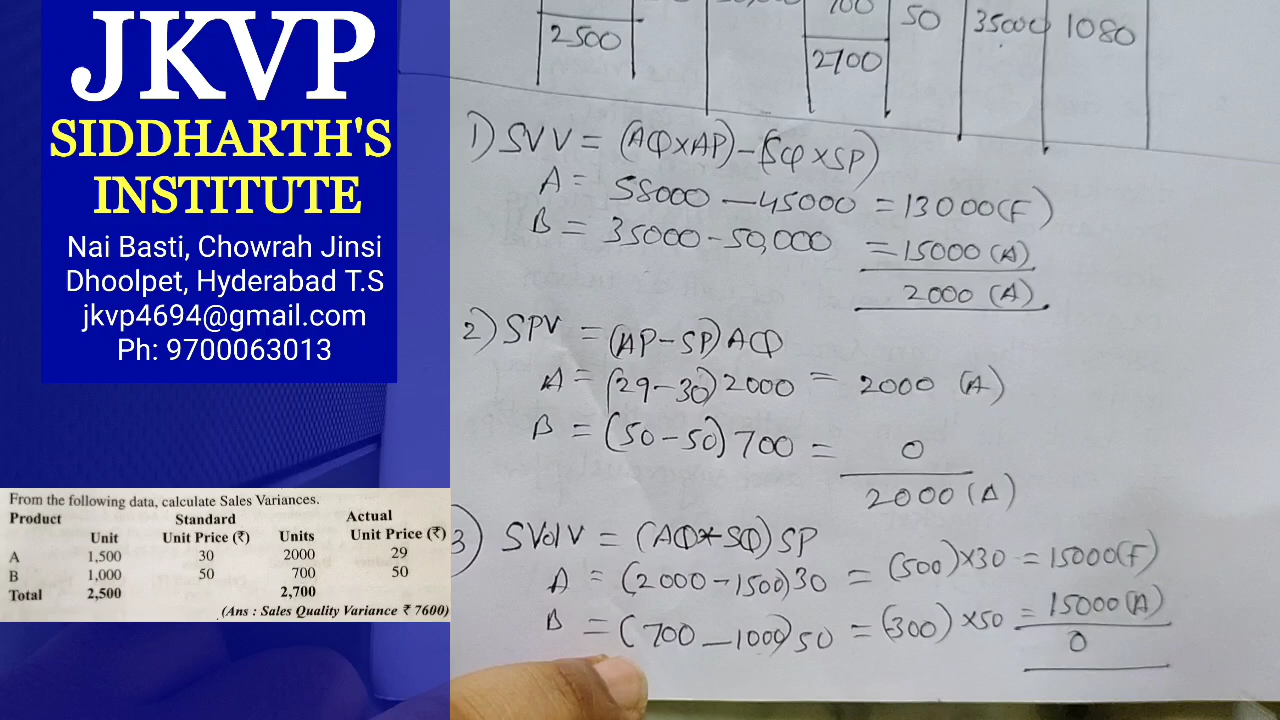 JKVP
SIDDHARTH'S
INSTITUTE
Nai Basti, Chowrah Jinsi
Dhoolpet, Hyderabad T.S
jkvp4694@gmail.com
Ph: 9700063013
From the following data, calculate Sales Variances.
Product Standard Actual
Unit Unit Price (₹) Units Unit Price (₹)
A 1,500 30 2000 29
B 1,000 50 700 50
Total 2,500 2,700
(Ans : Sales Quality Variance ₹ 7600)
700 50 35000 1080
2500 2700
1) SVV = (AQ×AP) – (SQ×SP)
A = 58000 – 45000 = 13000(F)
B = 35000 - 50,000 = 15000(A)
2000 (A)
2) SPV = (AP – SP) AQ
A = (29 – 30) 2000 = 2000 (A)
B = (50 – 50) 700 = 0
2000 (A)
3) SVolV = (AQ - SQ) SP
A = (2000 – 1500) 30 = (500) × 30 = 15000(F)
B = (700 – 1000) 50 = (300) × 50 = 15000(A)
0